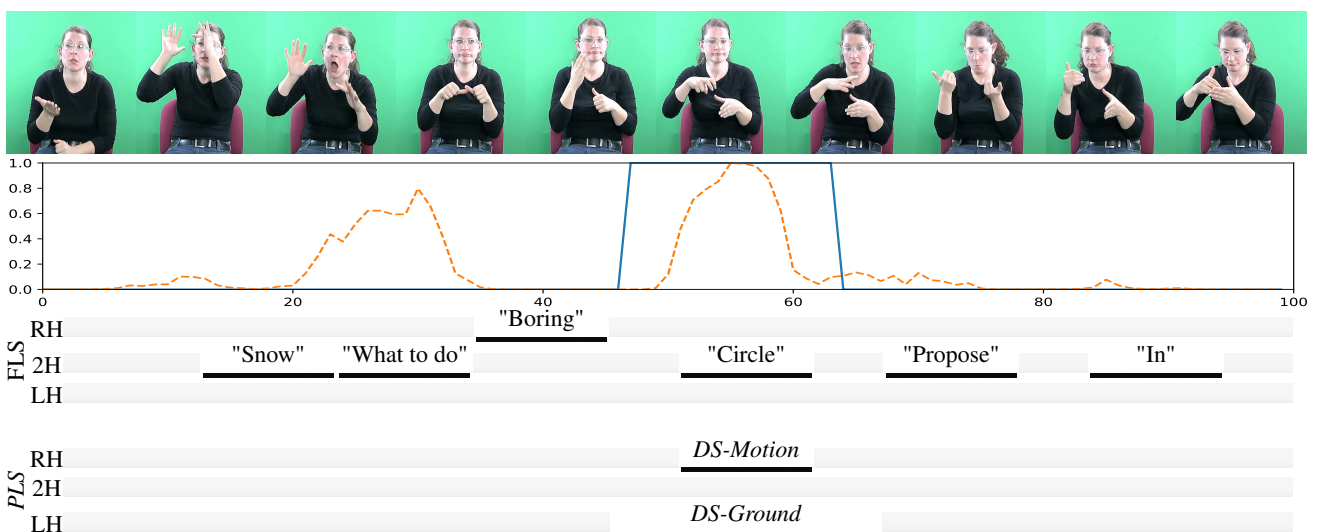 1.0
0.8
0.6
0.4
0.2
0.0
0 20 40 60 80 100
FLS
RH "Boring"
2H "Snow" "What to do" "Circle" "Propose" "In"
LH
PLS
RH DS-Motion
2H
LH DS-Ground